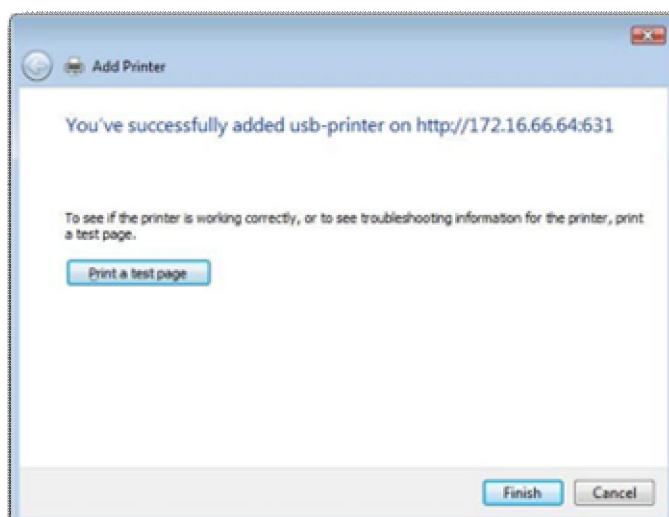 Add Printer
You've successfully added usb-printer on http://172.16.66.64:631
To see if the printer is working correctly, or to see troubleshooting information for the printer, print
a test page.
Print a test page
Finish Cancel